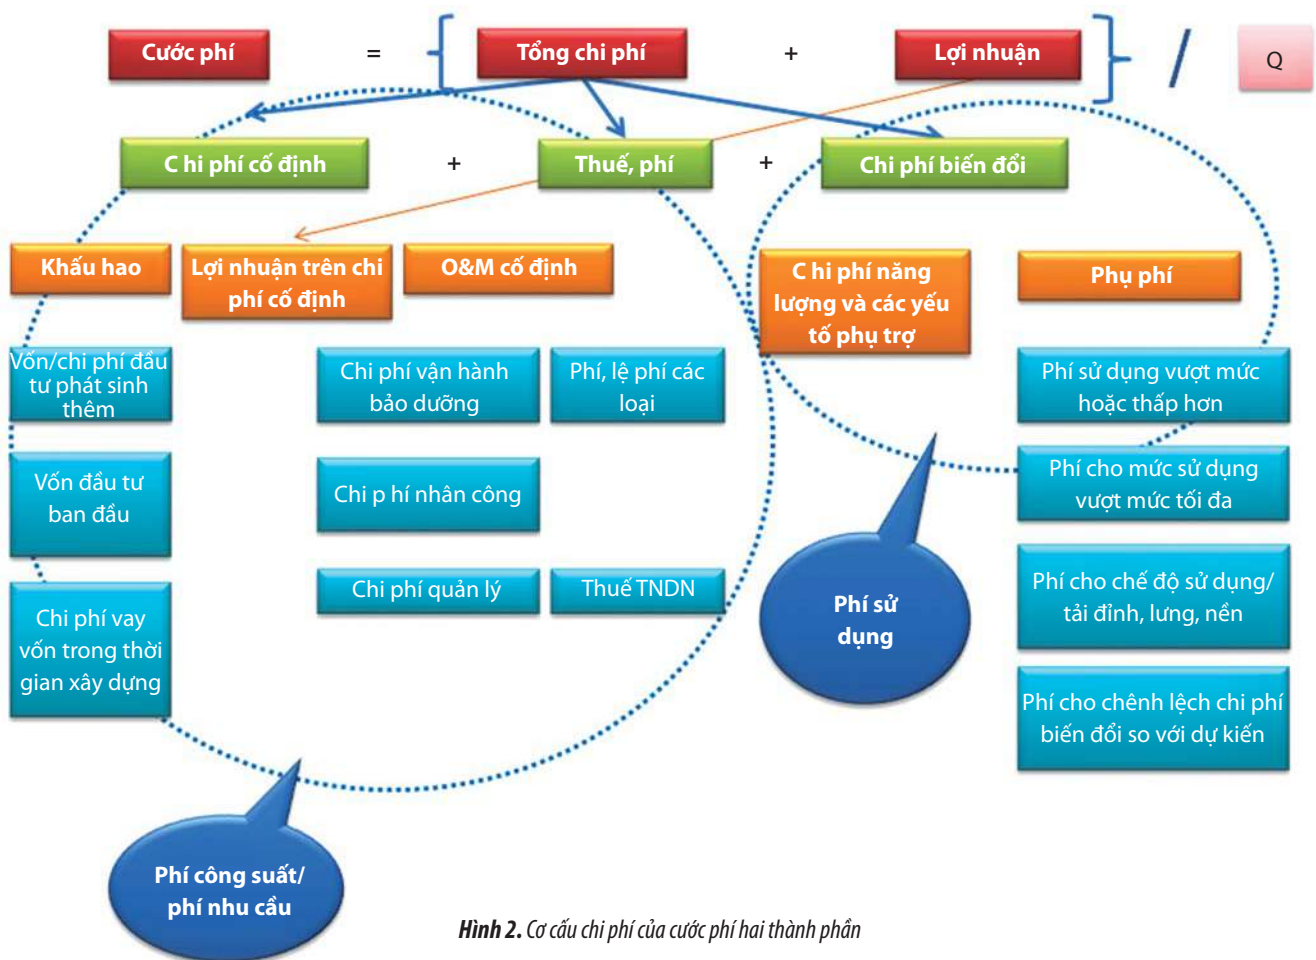 Cước phí = Tổng chi phí + Lợi nhuận / Q
C hi phí cố định + Thuế, phí + Chi phí biến đổi
Khấu hao
Lợi nhuận trên chi
phí cố định
O&M cố định
C hi phí năng
lượng và các yếu
tố phụ trợ
Phụ phí
Vốn/chi phí đầu
tư phát sinh
thêm
Chi phí vận hành
bảo dưỡng
Phí, lệ phí các
loại
Phí sử dụng vượt mức
hoặc thấp hơn
Vốn đầu tư
ban đầu
Chi p hí nhân công
Phí cho mức sử dụng
vượt mức tối đa
Chi phí vay
vốn trong thời
gian xây dựng
Chi phí quản lý
Thuế TNDN
Phí sử
dụng
Phí cho chế độ sử dụng/
tải đỉnh, lưng, nền
Phí cho chênh lệch chi phí
biến đổi so với dự kiến
Phí công suất/
phí nhu cầu
Hình 2. Cơ cấu chi phí của cước phí hai thành phần